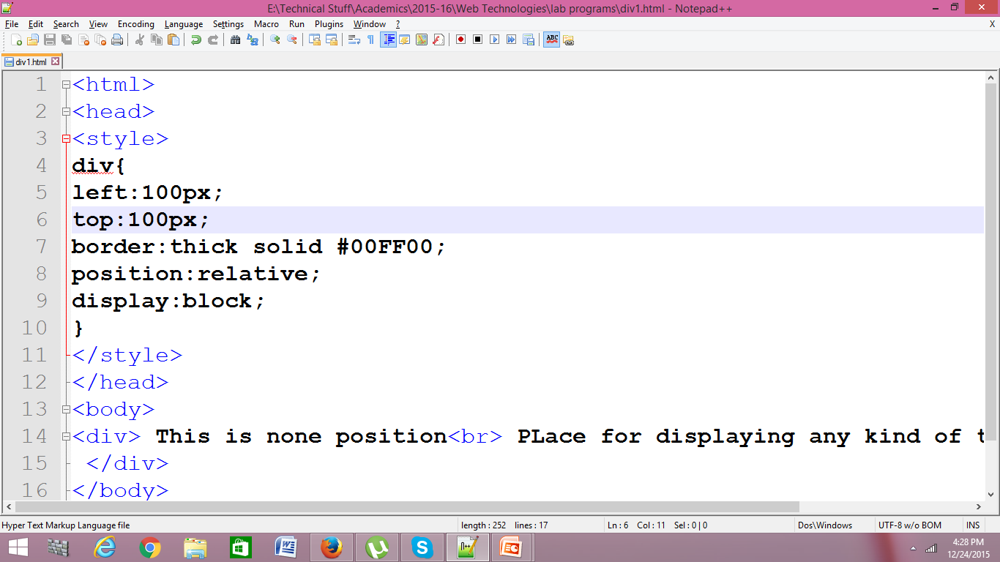 E:\Technical Stuff\Academics\2015-16\Web Technologies\lab programs\div1.html - Notepad++
File Edit Search View Encoding Language Settings Macro Run Plugins Window ? X
div1.html
1 <html>
2 <head>
3 <style>
4 div{
5 left:100px;
6 top:100px;
7 border:thick solid #00FF00;
8 position:relative;
9 display:block;
10 }
11 </style>
12 </head>
13 <body>
14 <div> This is none position<br> PLace for displaying any kind of
15 </div>
16 </body>
Hyper Text Markup Language file length : 252 lines : 17 Ln : 6 Col : 11 Sel : 0 | 0 Dos\Windows UTF-8 w/o BOM INS
4:28 PM
12/24/2015